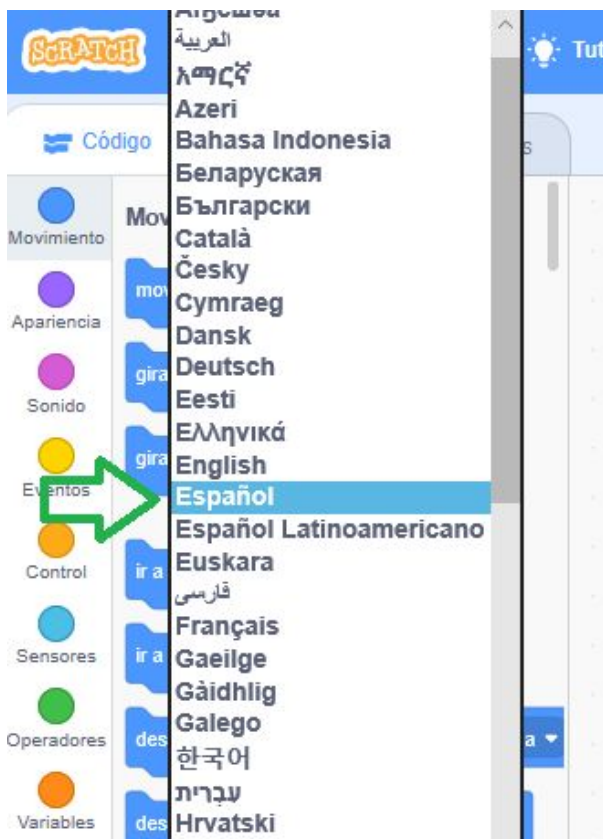 SCRATCH
Tut
Código
s
Movimiento
Apariencia
Sonido
Eventos
Control
Sensores
Operadores
Variables
Mov
mov
gira
gira
ir a
ir a
des
a
des
العربية
አማርኛ
Azeri
Bahasa Indonesia
Беларуская
Български
Català
Česky
Cymraeg
Dansk
Deutsch
Eesti
Ελληνικά
English
Español
Español Latinoamericano
Euskara
فارسی
Français
Gaeilge
Gàidhlig
Galego
한국어
עִבְרִית
Hrvatski